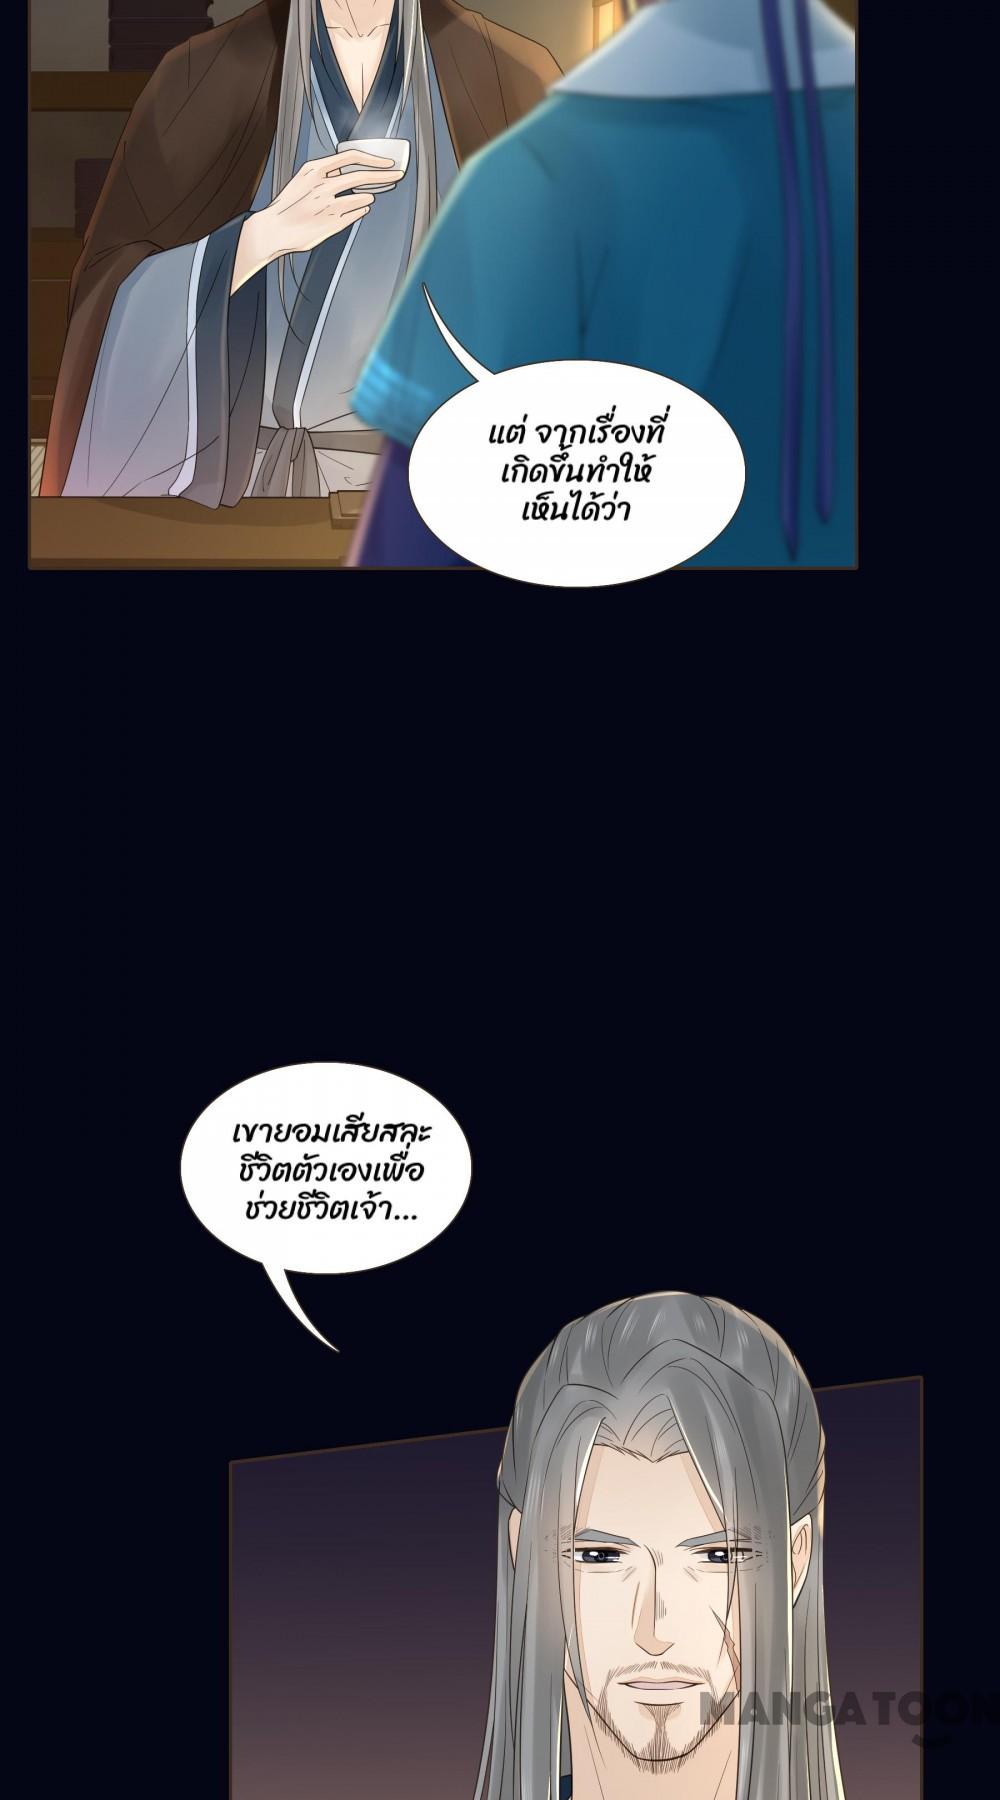 แต่ จากเรื่องที่
เกิดขึ้นทำให้
เห็นได้ว่า
เขายอมเสียสละ
ชีวิตตัวเองเพื่อ
ช่วยชีวิตเจ้า...
MANGATOON